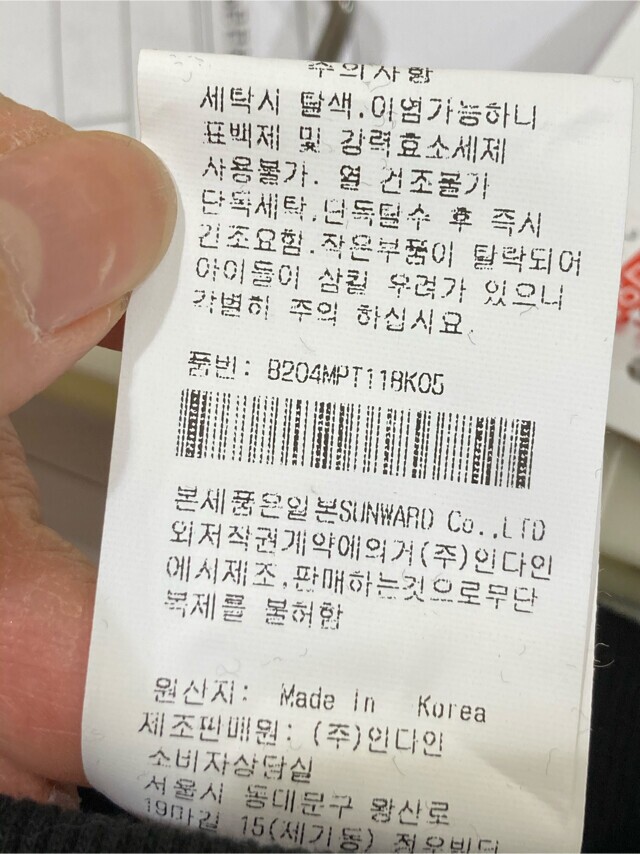 주의사항
세탁시 탈색,이염가능하니
표백제 및 강력효소세제
사용불가. 열 건조불가
단독세탁,단독탈수 후 즉시
건조요함.작은부품이 탈락되어
아이들이 삼킬 우려가 있으니
각별히 주의 하십시요.
품번: B204MPT118K05
본제품은일본SUNWARD Co.,LTD
외저작권계약에의거(주)인다인
에서제조,판매하는것으로무단
복제를 불허함
원산지: Made In Korea
제조판매원: (주)인다인
소비자상담실
서울시 동대문구 왕산로
19마길 15(제기동)